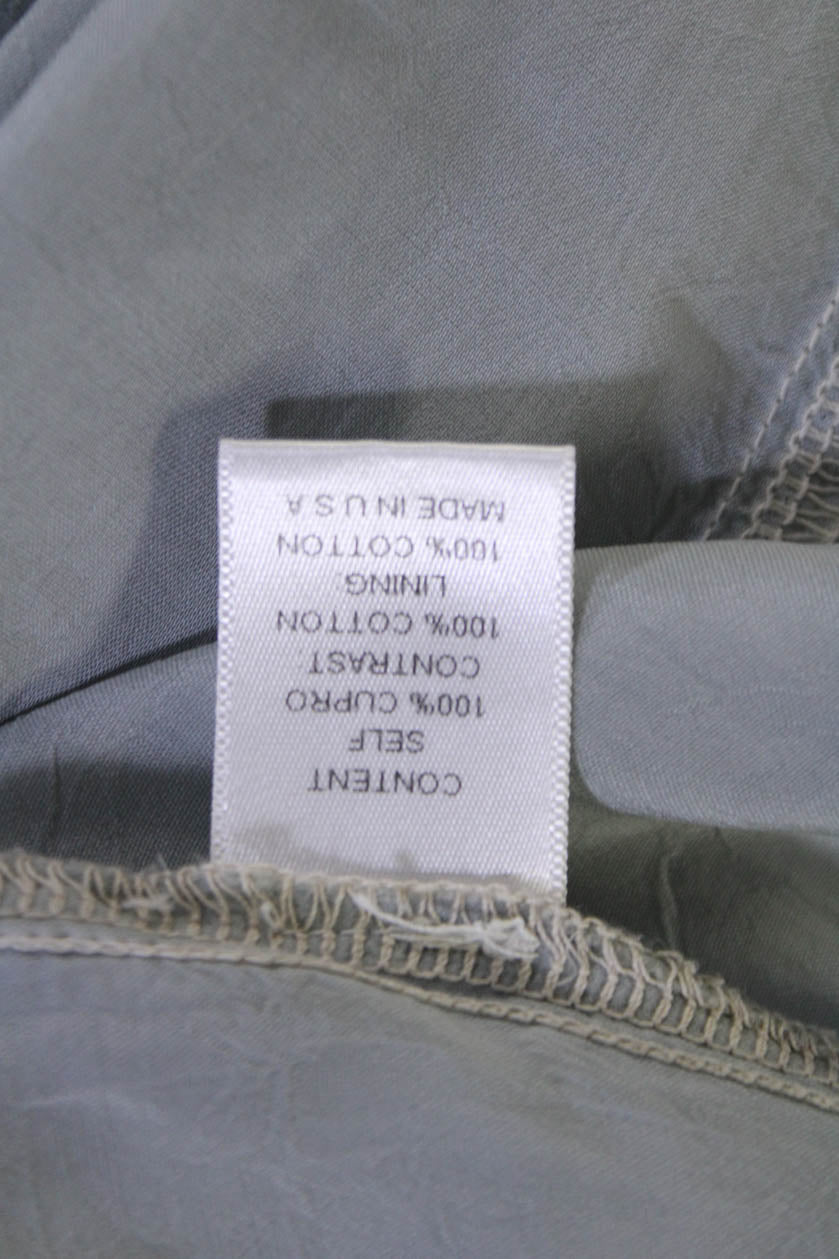 CONTENT
SELF
100% CUPRO
CONTRAST:
100% COTTON
LINING:
100% COTTON
MADE IN U S A